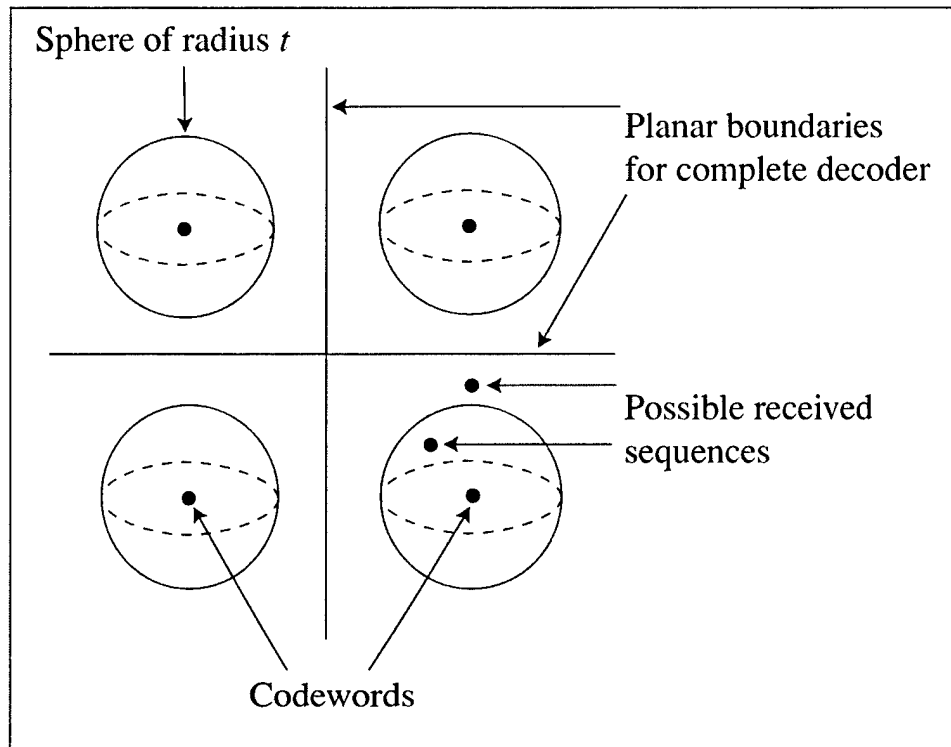 Sphere of radius t
Planar boundaries
for complete decoder
Possible received
sequences
Codewords